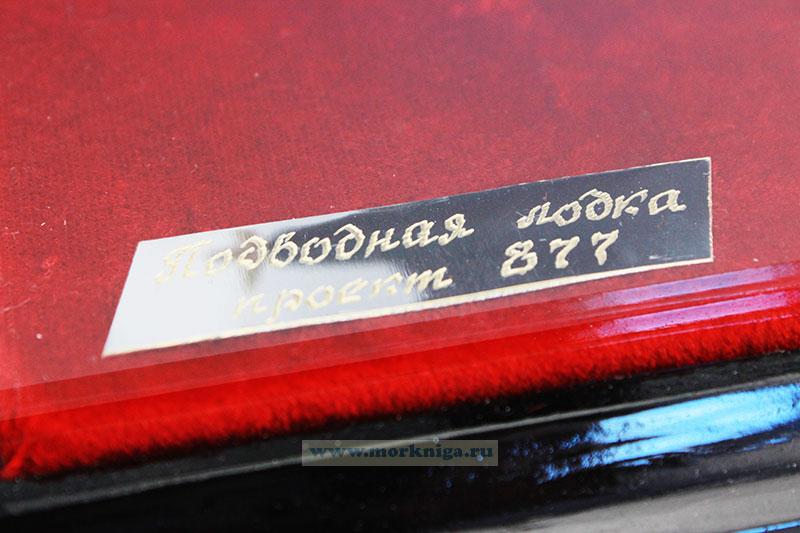 Подводная лодка
проект 877
www.morkniga.ru